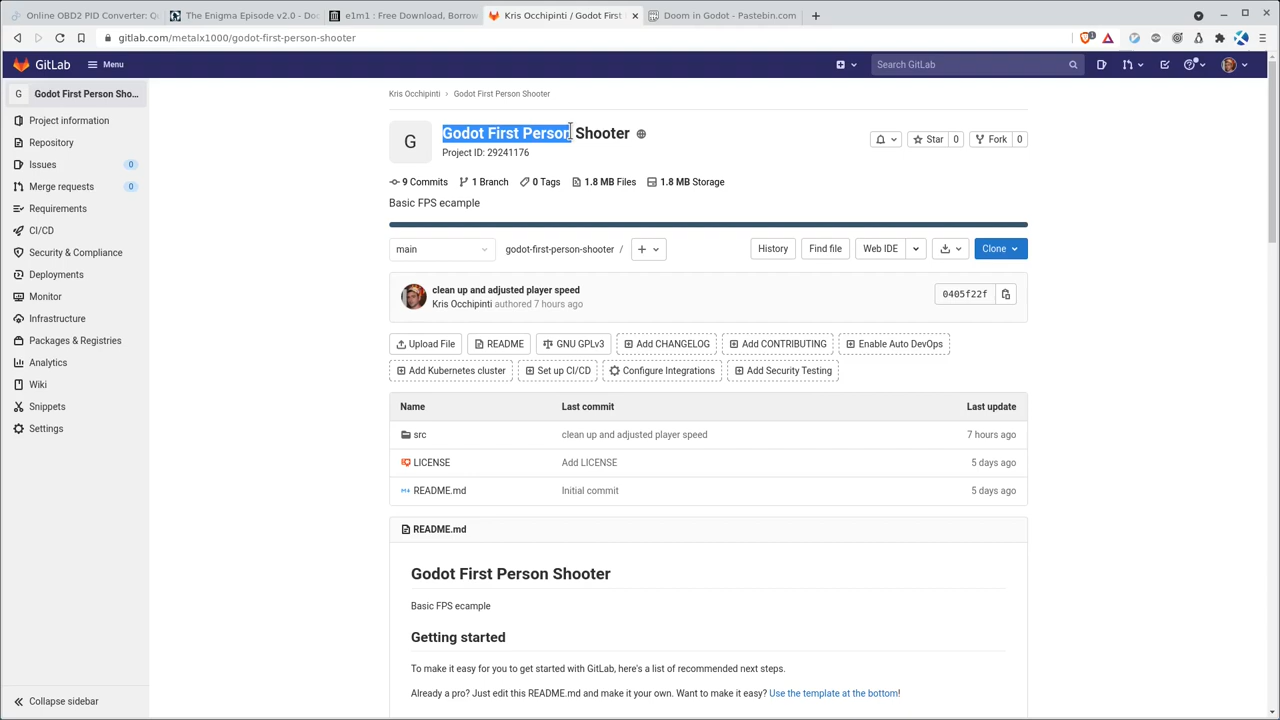 Online OBD2 PID Converter: Qu
The Enigma Episode v2.0 - Doo
e1m1 : Free Download, Borrow
Kris Occhipinti / Godot First
Doom in Godot - Pastebin.com
gitlab.com/metalx1000/godot-first-person-shooter
GitLab
Menu
Search GitLab
G Godot First Person Sho...
Project information
Repository
Issues 0
Merge requests 0
Requirements
CI/CD
Security & Compliance
Deployments
Monitor
Infrastructure
Packages & Registries
Analytics
Wiki
Snippets
Settings
Collapse sidebar
Kris Occhipinti › Godot First Person Shooter
G
Godot First Person Shooter
Project ID: 29241176
Star 0
Fork 0
9 Commits 1 Branch 0 Tags 1.8 MB Files 1.8 MB Storage
Basic FPS ecample
main godot-first-person-shooter / + History Find file Web IDE Clone
clean up and adjusted player speed
Kris Occhipinti authored 7 hours ago
0405f22f
Upload File README GNU GPLv3 Add CHANGELOG Add CONTRIBUTING Enable Auto DevOps
Add Kubernetes cluster Set up CI/CD Configure Integrations Add Security Testing
Name Last commit Last update
src clean up and adjusted player speed 7 hours ago
LICENSE Add LICENSE 5 days ago
README.md Initial commit 5 days ago
README.md
Godot First Person Shooter
Basic FPS ecample
Getting started
To make it easy for you to get started with GitLab, here's a list of recommended next steps.
Already a pro? Just edit this README.md and make it your own. Want to make it easy? Use the template at the bottom!